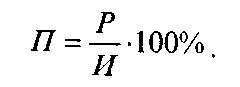 П = Р/И · 100% .